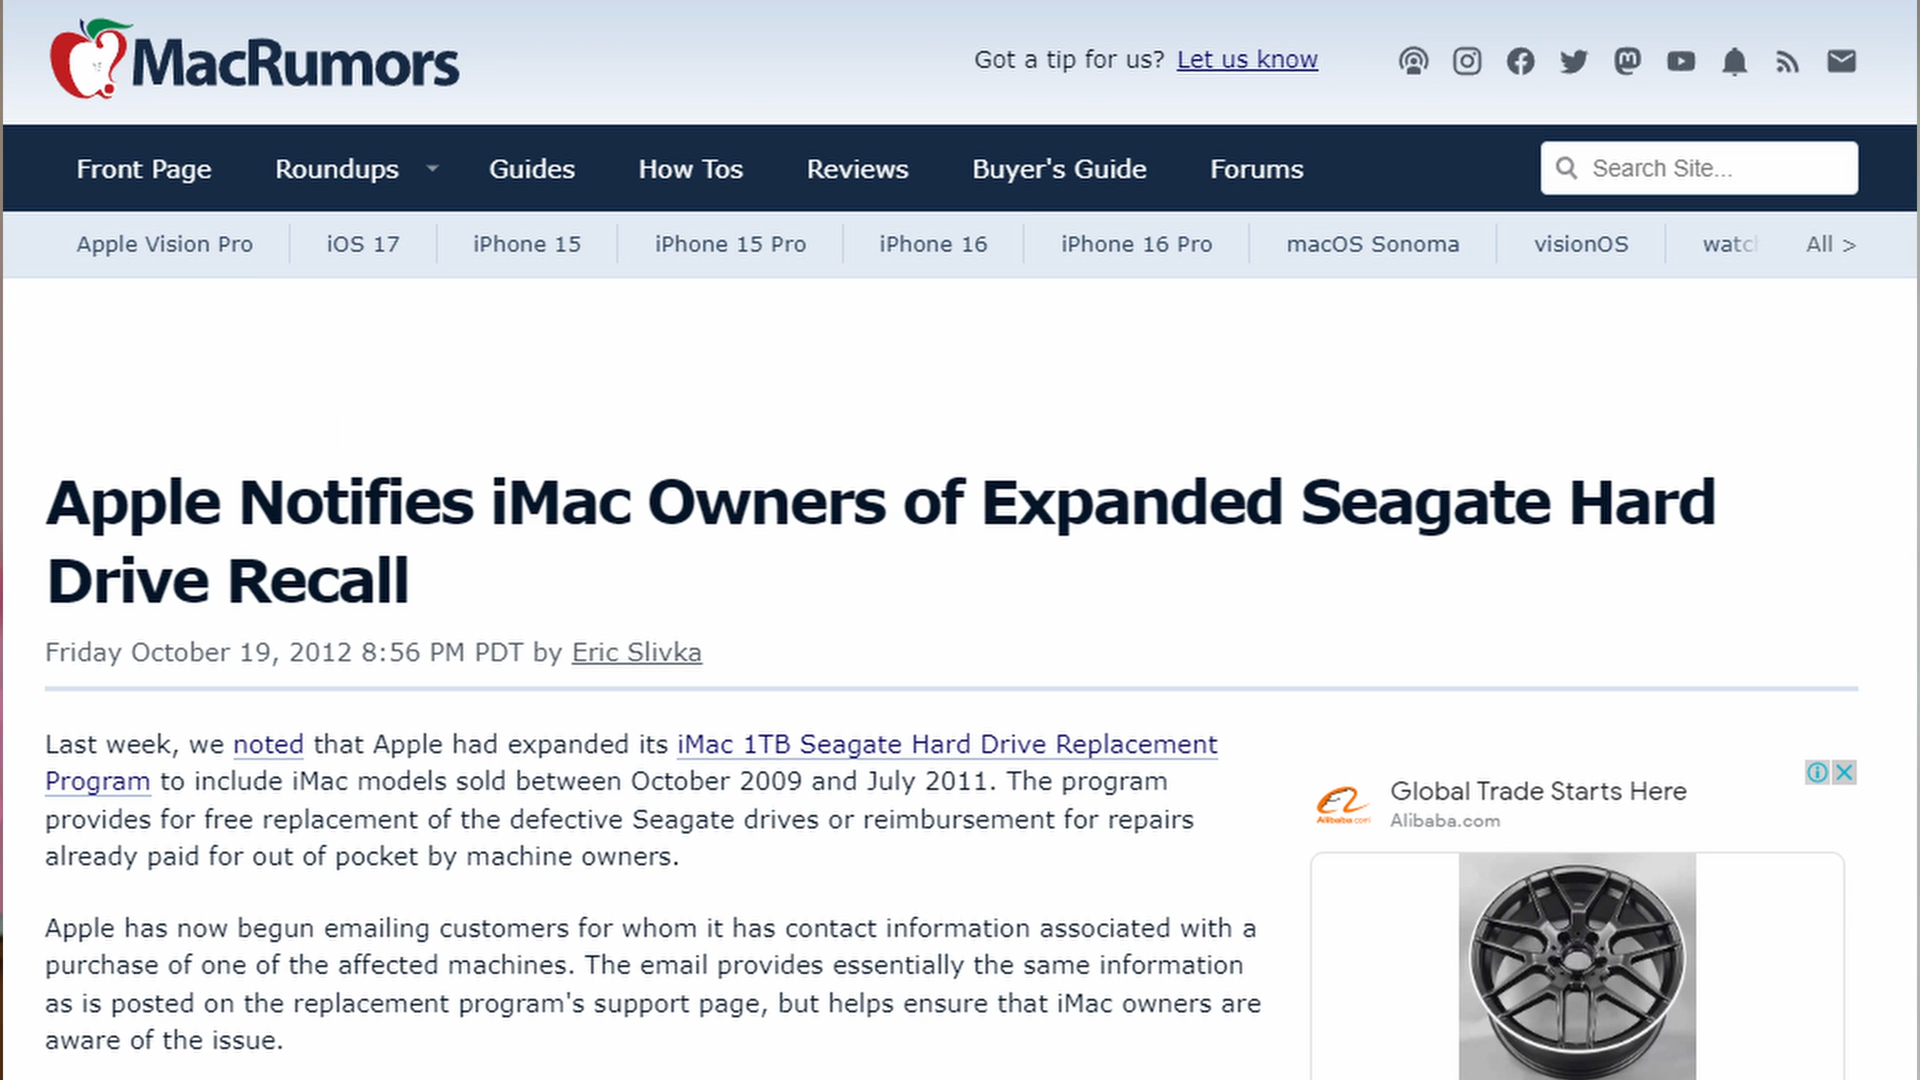 MacRumors
Got a tip for us? Let us know
Front Page Roundups Guides How Tos Reviews Buyer's Guide Forums Search Site...
Apple Vision Pro iOS 17 iPhone 15 iPhone 15 Pro iPhone 16 iPhone 16 Pro macOS Sonoma visionOS watc All >
Apple Notifies iMac Owners of Expanded Seagate Hard
Drive Recall
Friday October 19, 2012 8:56 PM PDT by Eric Slivka
Last week, we noted that Apple had expanded its iMac 1TB Seagate Hard Drive Replacement
Program to include iMac models sold between October 2009 and July 2011. The program
provides for free replacement of the defective Seagate drives or reimbursement for repairs
already paid for out of pocket by machine owners.
Apple has now begun emailing customers for whom it has contact information associated with a
purchase of one of the affected machines. The email provides essentially the same information
as is posted on the replacement program's support page, but helps ensure that iMac owners are
aware of the issue.
Global Trade Starts Here
Alibaba.com
Alibaba.com